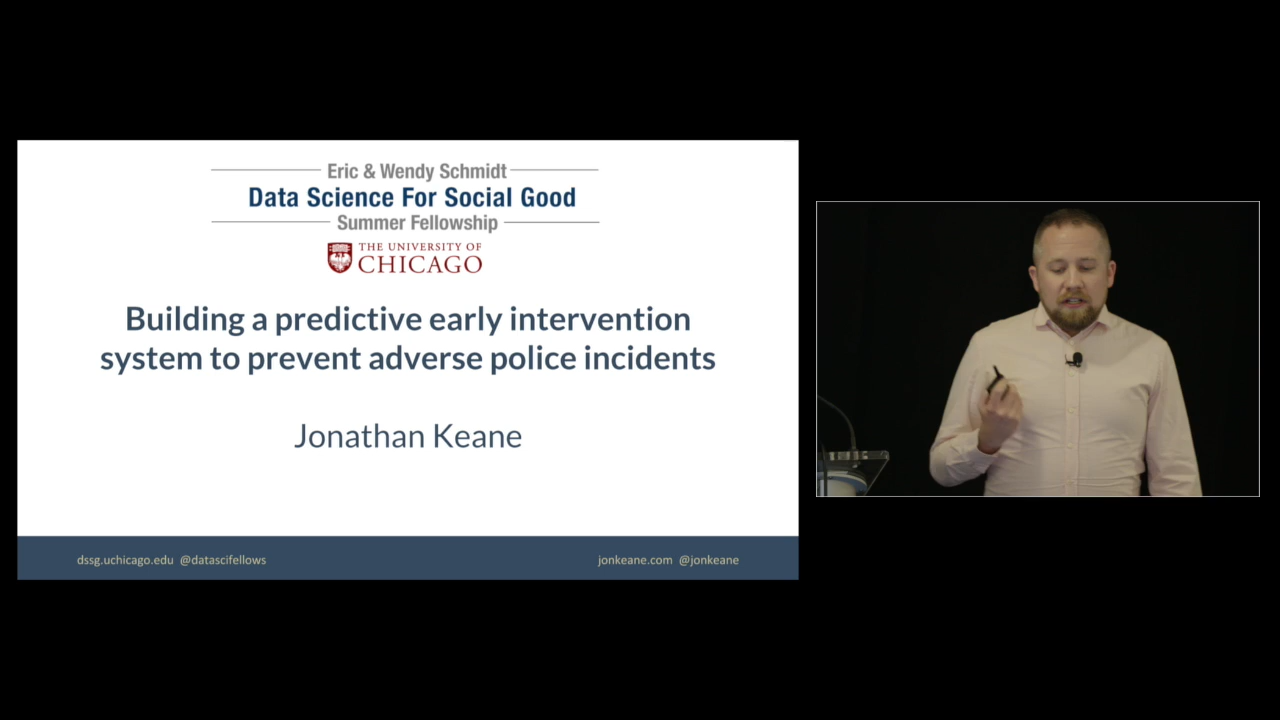 Eric & Wendy Schmidt
Data Science For Social Good
Summer Fellowship
THE UNIVERSITY OF
CHICAGO
Building a predictive early intervention
system to prevent adverse police incidents
Jonathan Keane
dssg.uchicago.edu @datascifellows
jonkeane.com @jonkeane